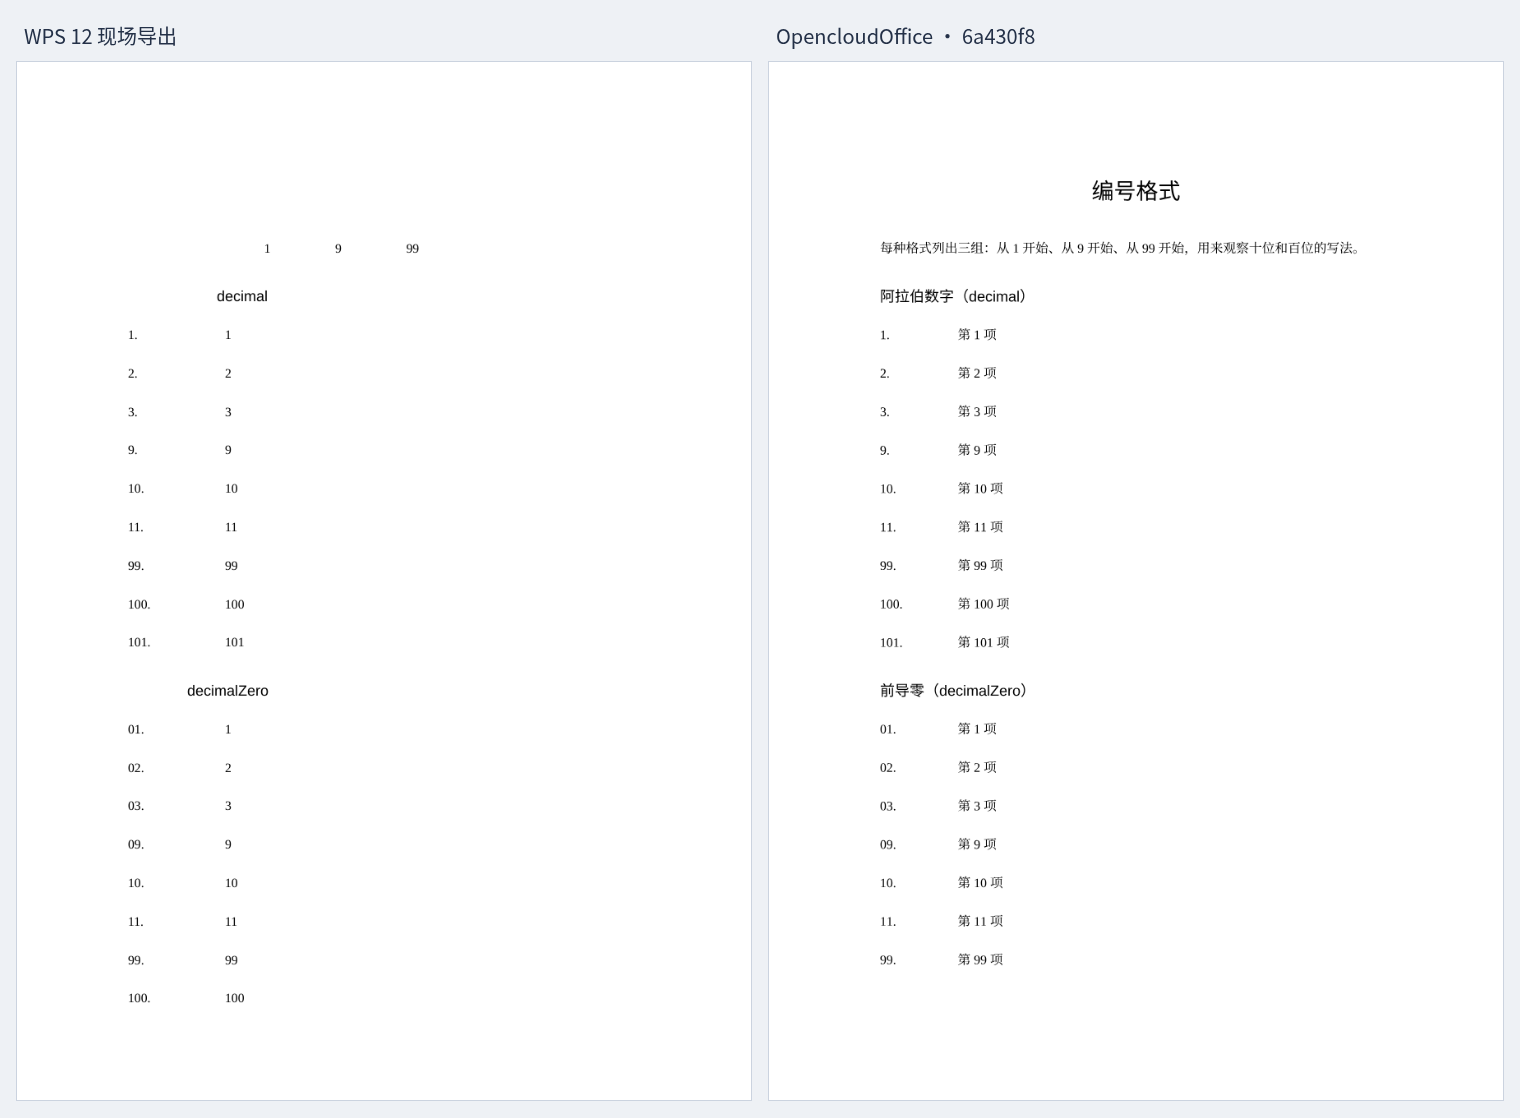 WPS 12 现场导出
1 9 99
decimal
1. 1
2. 2
3. 3
9. 9
10. 10
11. 11
99. 99
100. 100
101. 101
decimalZero
01. 1
02. 2
03. 3
09. 9
10. 10
11. 11
99. 99
100. 100
OpencloudOffice · 6a430f8
编号格式
每种格式列出三组：从 1 开始、从 9 开始、从 99 开始，用来观察十位和百位的写法。
阿拉伯数字（decimal）
1. 第 1 项
2. 第 2 项
3. 第 3 项
9. 第 9 项
10. 第 10 项
11. 第 11 项
99. 第 99 项
100. 第 100 项
101. 第 101 项
前导零（decimalZero）
01. 第 1 项
02. 第 2 项
03. 第 3 项
09. 第 9 项
10. 第 10 项
11. 第 11 项
99. 第 99 项